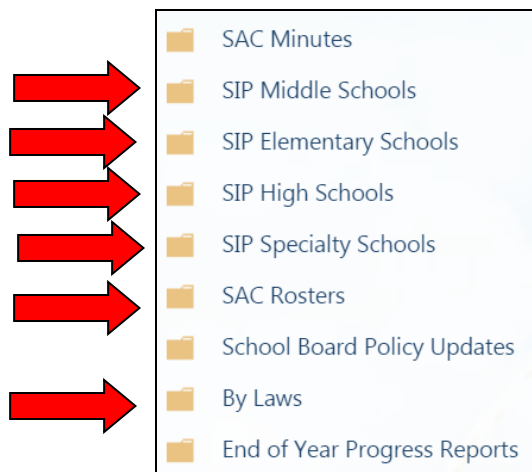 SAC Minutes
SIP Middle Schools
SIP Elementary Schools
SIP High Schools
SIP Specialty Schools
SAC Rosters
School Board Policy Updates
By Laws
End of Year Progress Reports